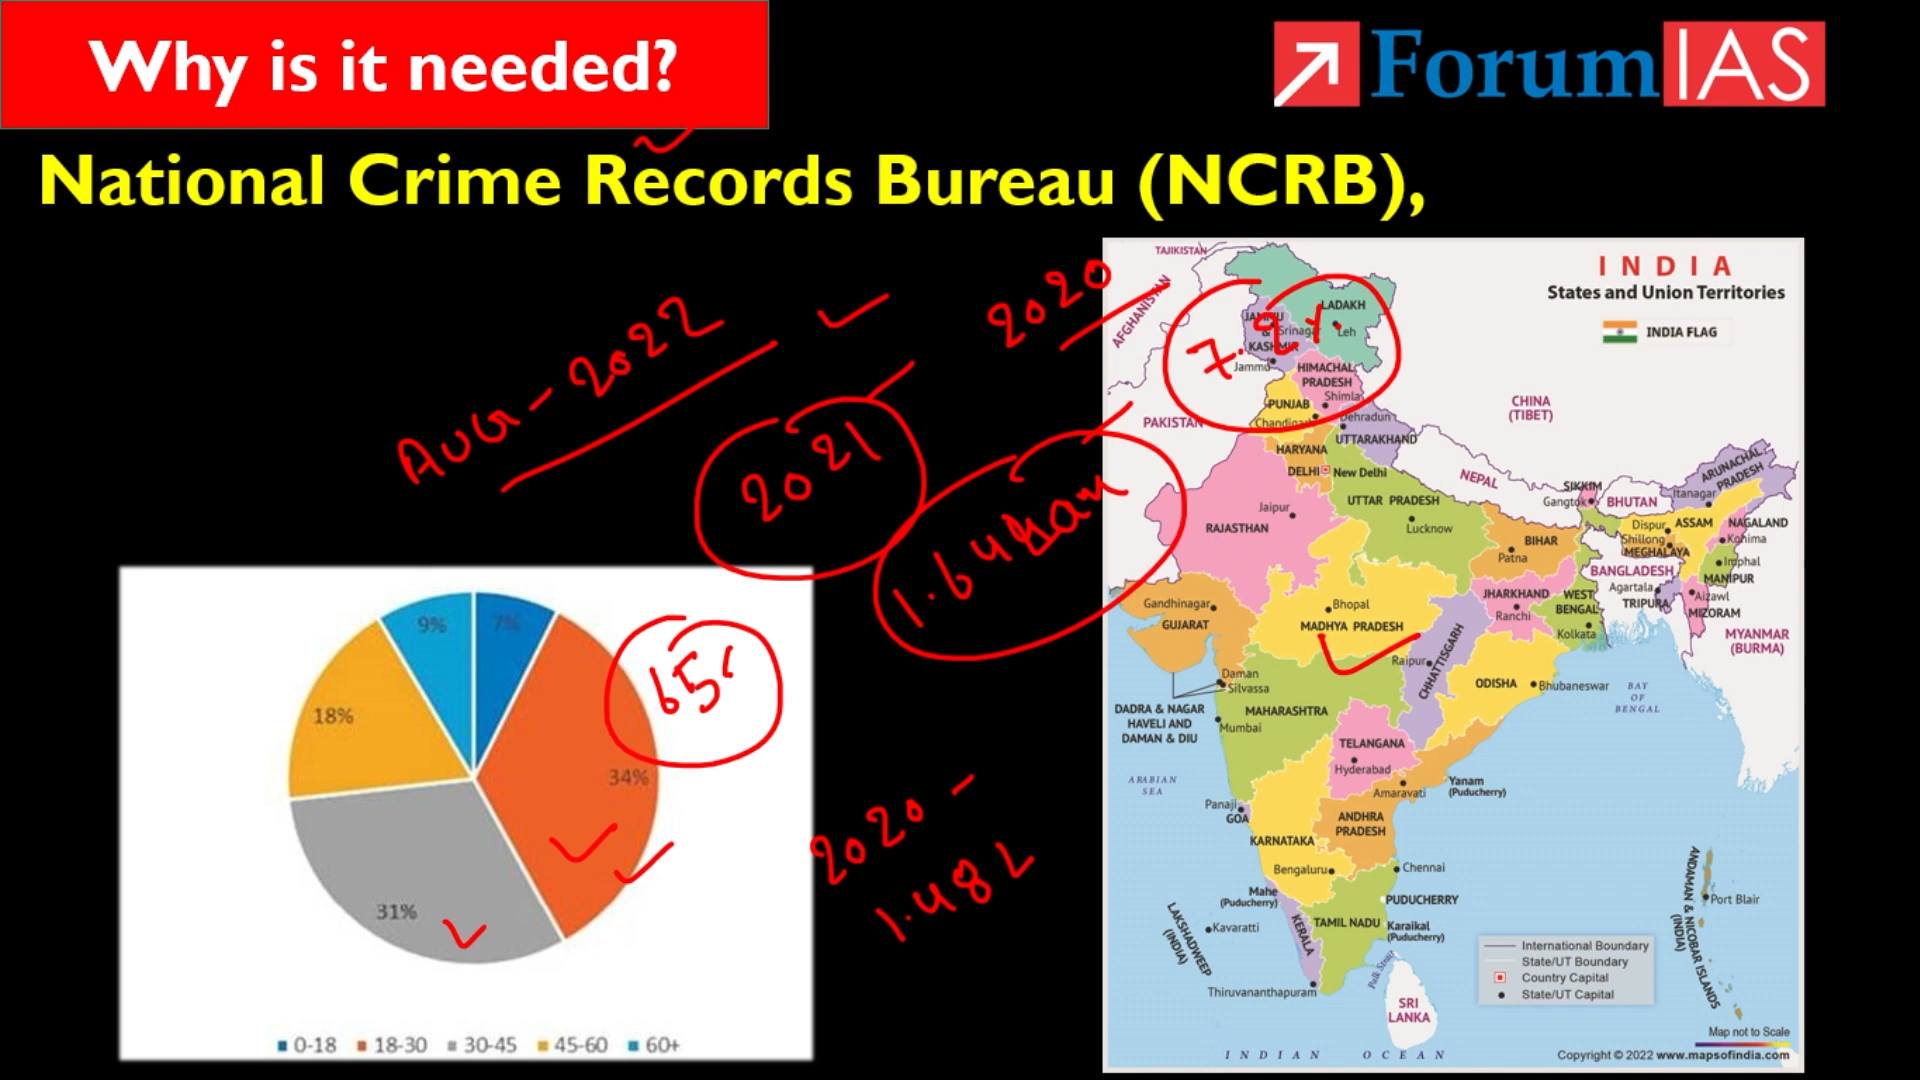 Why is it needed?
ForumIAS
National Crime Records Bureau (NCRB),
AUG-2022
2020
2021
7.2%
9%
7%
18%
34%
31%
2020 -
1.48 L
0-18 18-30 30-45 45-60 60+
INDIA
States and Union Territories
INDIA FLAG
TAJIKISTAN
AFGHANISTAN
LADAKH
JAMMU
&
KASHMIR
Srinagar
Leh
Jammu
HIMACHAL
PRADESH
Shimla
PUNJAB
Chandigarh
Dehradun
UTTARAKHAND
PAKISTAN
CHINA
(TIBET)
HARYANA
DELHI
New Delhi
NEPAL
SIKKIM
Gangtok
BHUTAN
ARUNACHAL
PRADESH
Itanagar
UTTAR PRADESH
Lucknow
Jaipur
RAJASTHAN
Dispur
ASSAM
NAGALAND
Shillong
Kohima
MEGHALAYA
BIHAR
Patna
BANGLADESH
Imphal
MANIPUR
Agartala
Aizawl
TRIPURA
MIZORAM
JHARKHAND
Ranchi
WEST
BENGAL
Kolkata
MYANMAR
(BURMA)
Gandhinagar
GUJARAT
Bhopal
MADHYA PRADESH
Raipur
CHHATTISGARH
ODISHA
Bhubaneswar
BAY
OF
BENGAL
Daman
Silvassa
DADRA & NAGAR
HAVELI AND
DAMAN & DIU
MAHARASHTRA
Mumbai
TELANGANA
Hyderabad
Amaravati
Yanam
(Puducherry)
ARABIAN
SEA
Panaji
GOA
ANDHRA
PRADESH
KARNATAKA
Bengaluru
Chennai
Mahe
(Puducherry)
PUDUCHERRY
TAMIL NADU
Karaikal
(Puducherry)
KERALA
Kavaratti
LAKSHADWEEP
(INDIA)
Thiruvananthapuram
Palk Strait
SRI
LANKA
ANDAMAN & NICOBAR ISLANDS
(INDIA)
Port Blair
International Boundary
State/UT Boundary
Country Capital
State/UT Capital
Map not to Scale
INDIAN OCEAN
Copyright © 2022 www.mapsofindia.com